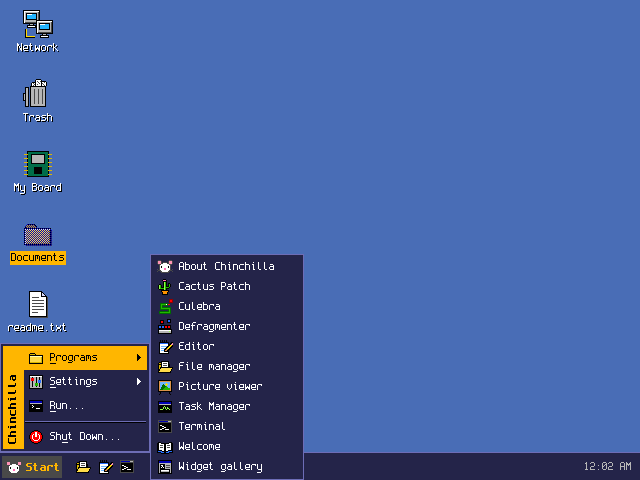 Network
Trash
My Board
Documents
readme.txt
Chinchilla
Programs
Settings
Run...
Shut Down...
About Chinchilla
Cactus Patch
Culebra
Defragmenter
Editor
File manager
Picture viewer
Task Manager
Terminal
Welcome
Widget gallery
Start
12:02 AM